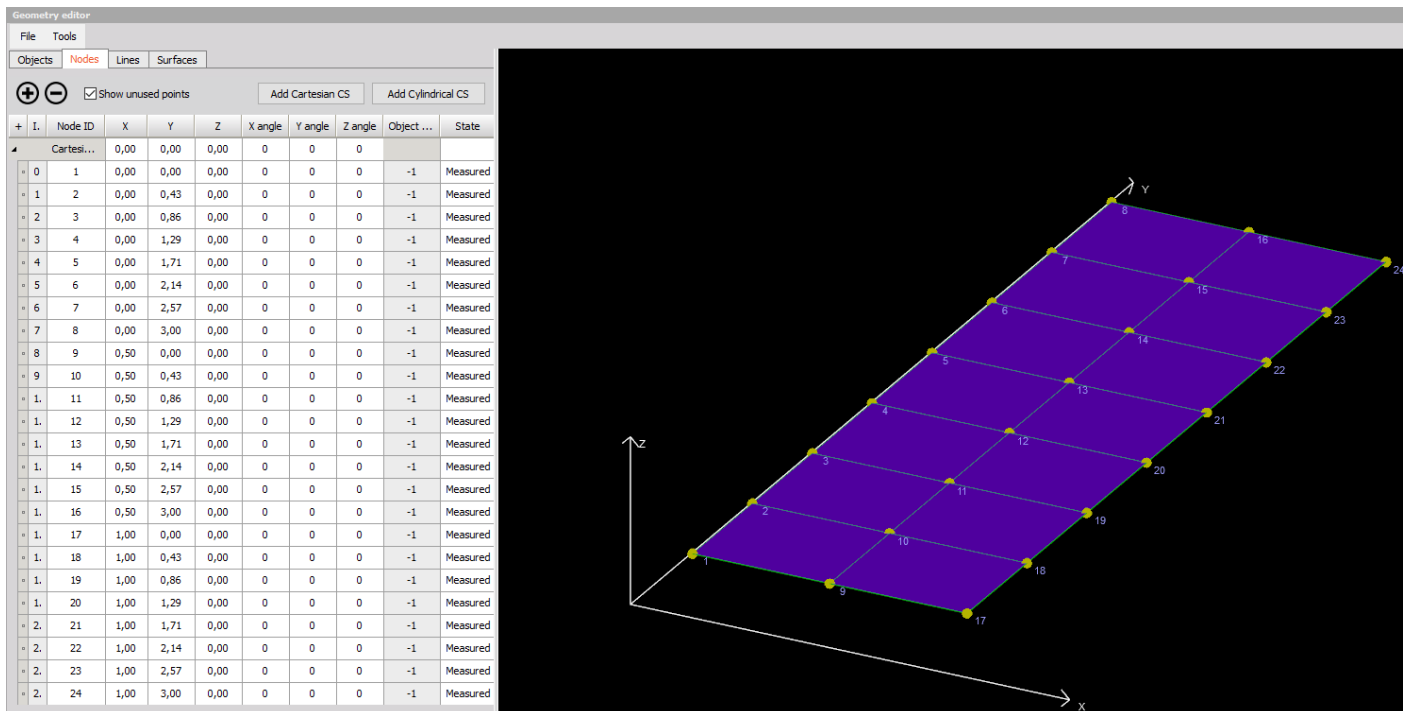 Geometry editor
File Tools
Objects Nodes Lines Surfaces
Show unused points Add Cartesian CS Add Cylindrical CS
+ I. Node ID X Y Z X angle Y angle Z angle Object ... State
Cartesi... 0,00 0,00 0,00 0 0 0
0 1 0,00 0,00 0,00 0 0 0 -1 Measured
1 2 0,00 0,43 0,00 0 0 0 -1 Measured
2 3 0,00 0,86 0,00 0 0 0 -1 Measured
3 4 0,00 1,29 0,00 0 0 0 -1 Measured
4 5 0,00 1,71 0,00 0 0 0 -1 Measured
5 6 0,00 2,14 0,00 0 0 0 -1 Measured
6 7 0,00 2,57 0,00 0 0 0 -1 Measured
7 8 0,00 3,00 0,00 0 0 0 -1 Measured
8 9 0,50 0,00 0,00 0 0 0 -1 Measured
9 10 0,50 0,43 0,00 0 0 0 -1 Measured
1. 11 0,50 0,86 0,00 0 0 0 -1 Measured
1. 12 0,50 1,29 0,00 0 0 0 -1 Measured
1. 13 0,50 1,71 0,00 0 0 0 -1 Measured
1. 14 0,50 2,14 0,00 0 0 0 -1 Measured
1. 15 0,50 2,57 0,00 0 0 0 -1 Measured
1. 16 0,50 3,00 0,00 0 0 0 -1 Measured
1. 17 1,00 0,00 0,00 0 0 0 -1 Measured
1. 18 1,00 0,43 0,00 0 0 0 -1 Measured
1. 19 1,00 0,86 0,00 0 0 0 -1 Measured
1. 20 1,00 1,29 0,00 0 0 0 -1 Measured
2. 21 1,00 1,71 0,00 0 0 0 -1 Measured
2. 22 1,00 2,14 0,00 0 0 0 -1 Measured
2. 23 1,00 2,57 0,00 0 0 0 -1 Measured
2. 24 1,00 3,00 0,00 0 0 0 -1 Measured
Y
8
16
7
24
15
6
23
14
5
22
13
4
21
12
Z
3
20
11
2
19
10
1
18
9
17
X